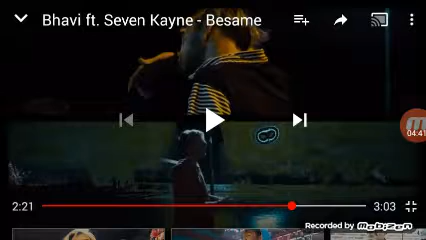 Bhavi ft. Seven Kayne - Besame
04:41
2:21
3:03
Recorded by Mobizen